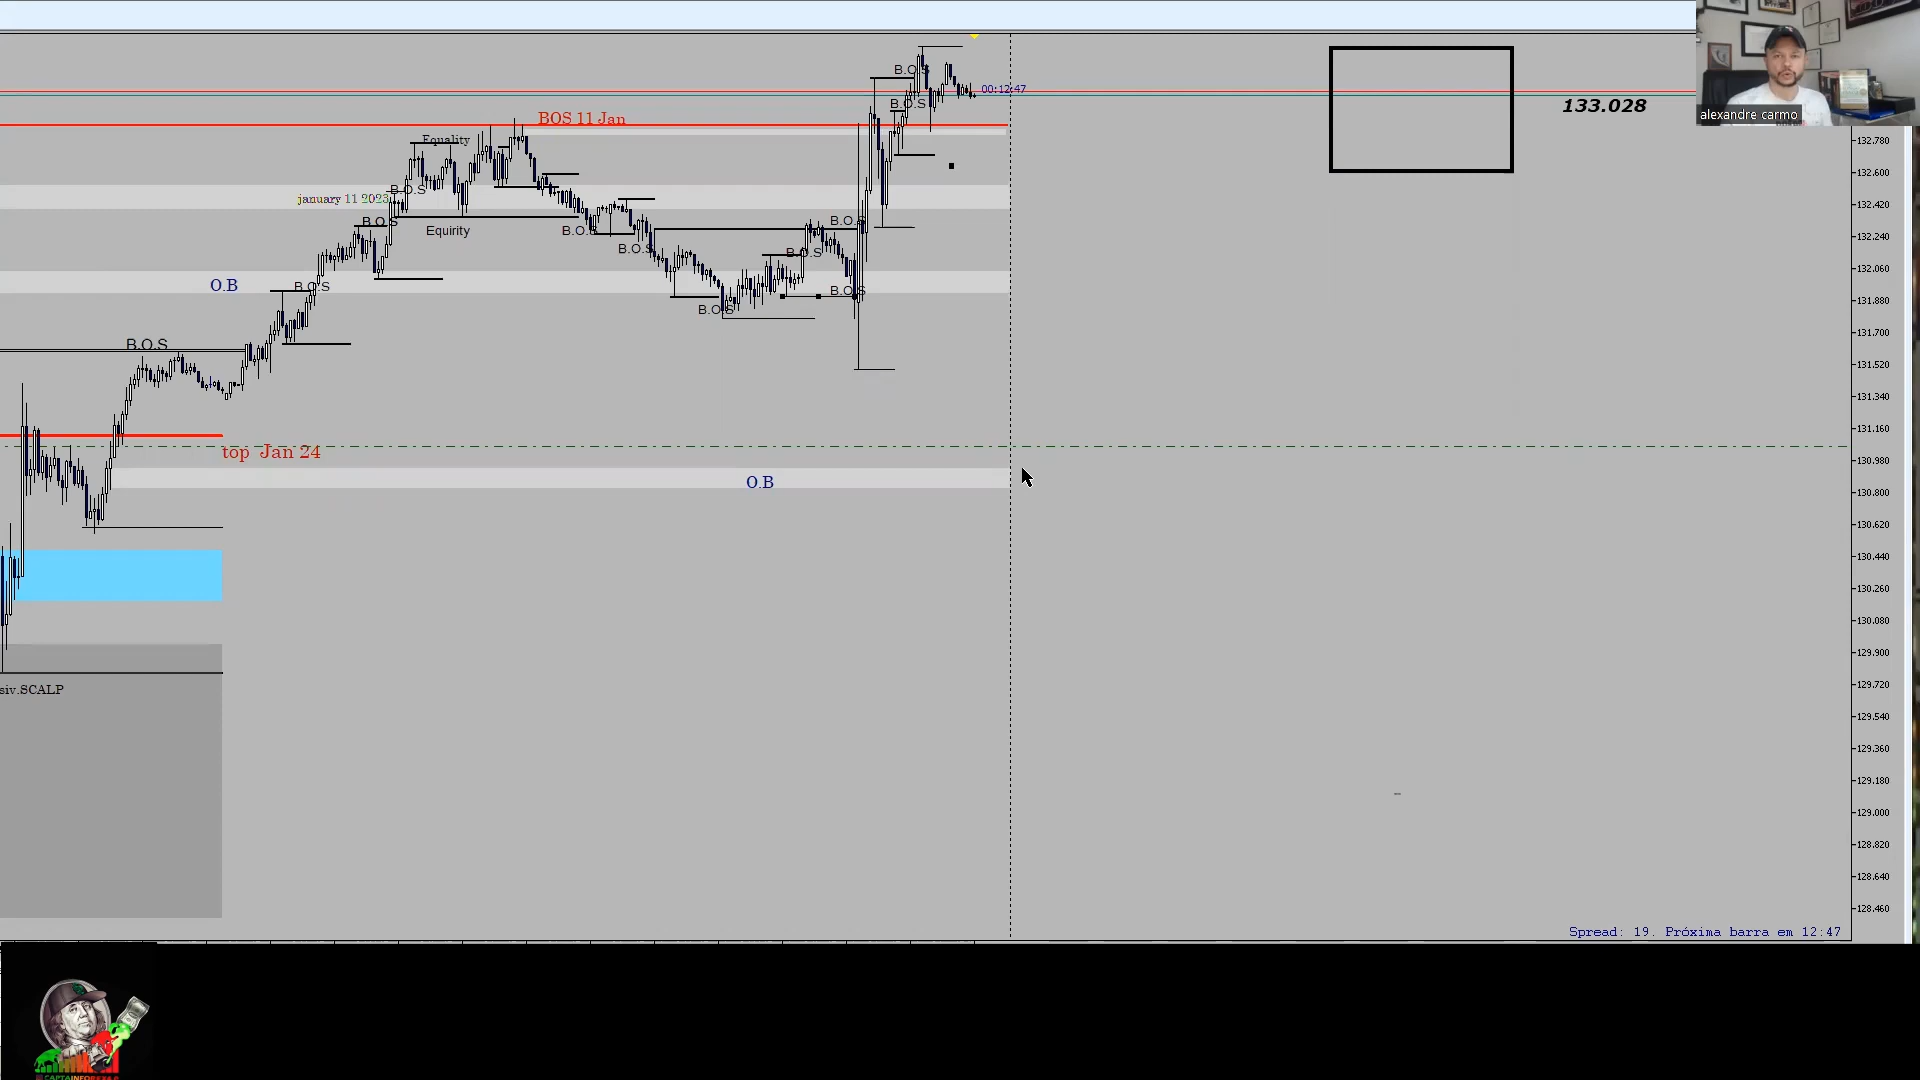 B.O.S
00:12:47
133.028
alexandre carmo
B.O.S
BOS 11 Jan
Equality
132.780
132.600
B.O.S
january 11 2023
132.420
B.O.S
B.O.S
Equirity
B.O.S
132.240
B.O.S
B.O.S
132.060
O.B
B.O.S
B.O.S
131.880
B.O.S
131.700
B.O.S
131.520
131.340
131.160
top Jan 24
130.980
O.B
130.800
130.620
130.440
130.260
130.080
129.900
siv.SCALP
129.720
129.540
129.360
129.180
129.000
128.820
128.640
128.460
Spread: 19. Próxima barra em 12:47